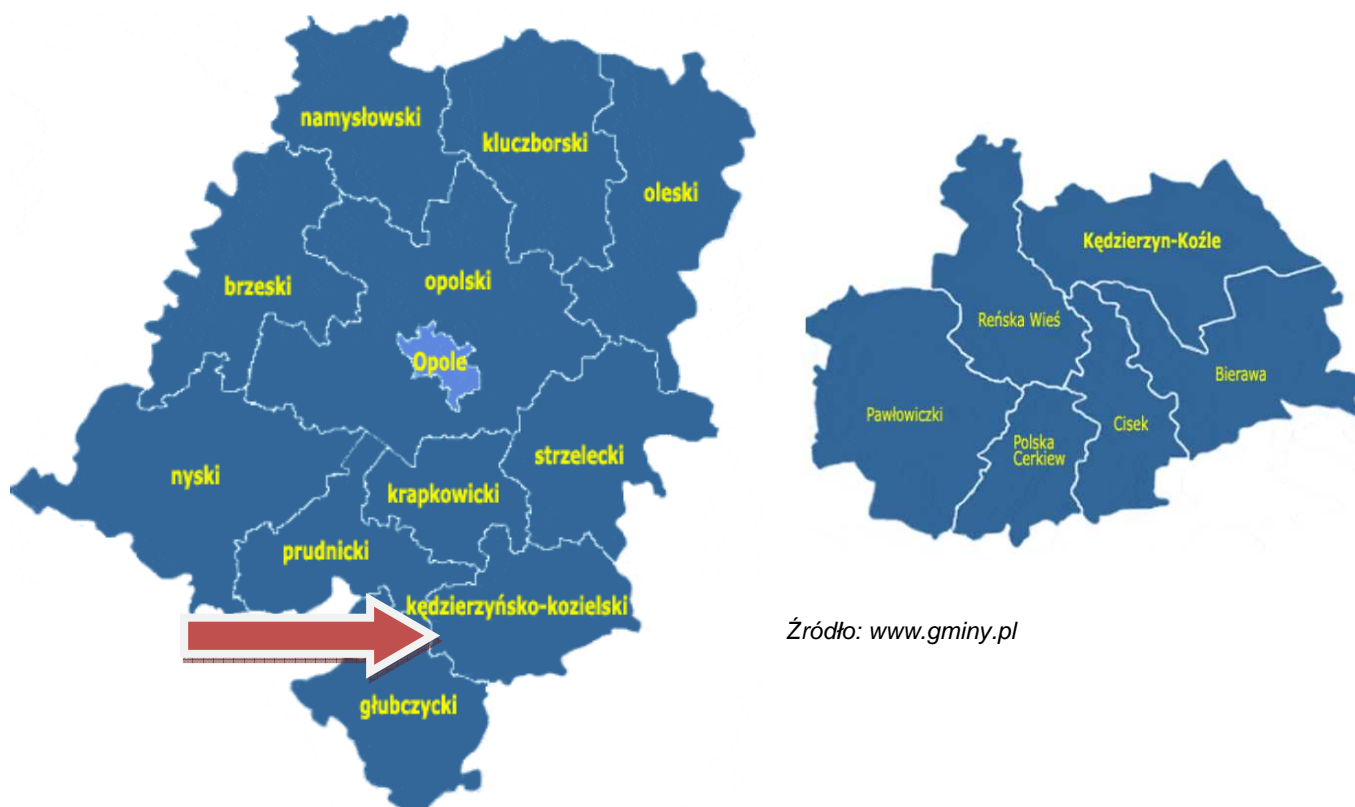 namysłowski
kluczborski
oleski
brzeski
opolski
Opole
nyski
strzelecki
krapkowicki
prudnicki
kędzierzyńsko-kozielski
głubczycki
Kędzierzyn-Koźle
Reńska Wieś
Bierawa
Pawłowiczki
Cisek
Polska
Cerkiew
Źródło: www.gminy.pl